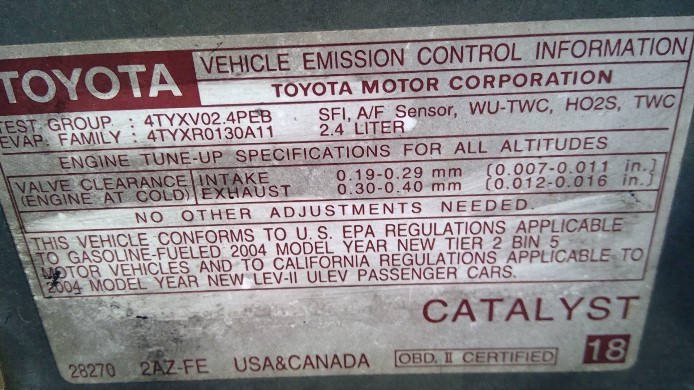 TOYOTA VEHICLE EMISSION CONTROL INFORMATION
TOYOTA MOTOR CORPORATION
TEST GROUP : 4TYXV02.4PEB SFI, A/F Sensor, WU-TWC, HO2S, TWC
EVAP. FAMILY : 4TYXR0130A11 2.4 LITER
ENGINE TUNE-UP SPECIFICATIONS FOR ALL ALTITUDES
VALVE CLEARANCE INTAKE 0.19-0.29 mm (0.007-0.011 in.)
(ENGINE AT COLD) EXHAUST 0.30-0.40 mm (0.012-0.016 in.)
NO OTHER ADJUSTMENTS NEEDED.
THIS VEHICLE CONFORMS TO U.S. EPA REGULATIONS APPLICABLE
TO GASOLINE-FUELED 2004 MODEL YEAR NEW TIER 2 BIN 5
MOTOR VEHICLES AND TO CALIFORNIA REGULATIONS APPLICABLE TO
2004 MODEL YEAR NEW LEV-II ULEV PASSENGER CARS.
CATALYST
28270 2AZ-FE USA&CANADA OBD. II CERTIFIED 18